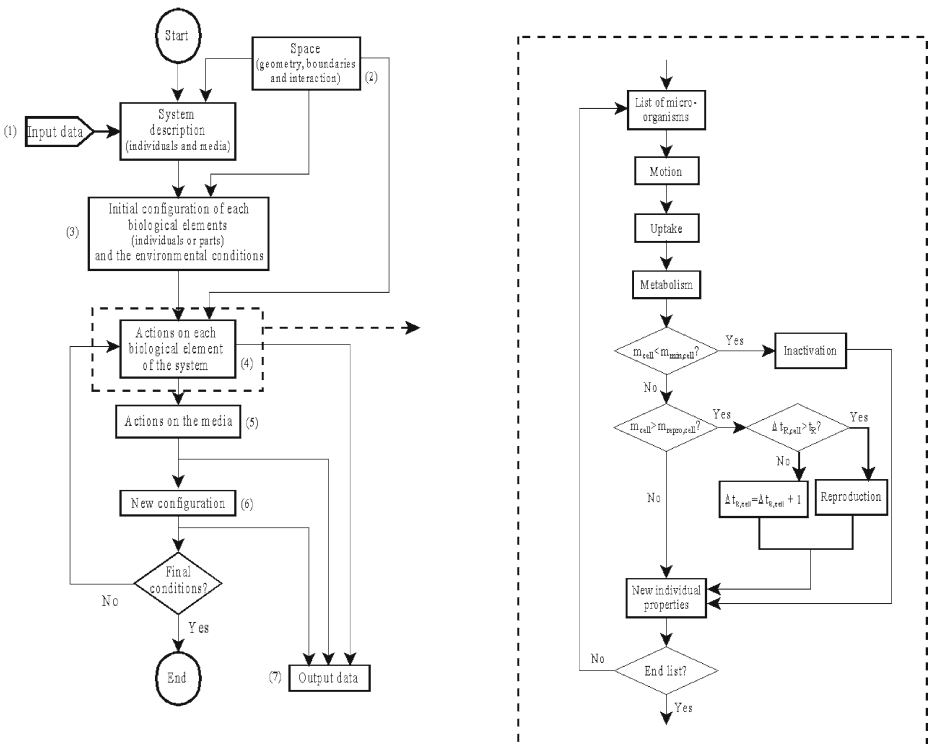 Start
Space
(geometry, boundaries
and interaction)
(2)
(1)
Input data
System
description
(individuals and media)
Initial configuration of each
biological elements
(individuals or parts)
and the environmental conditions
(3)
Actions on each
biological element
of the system
(4)
Actions on the media
(5)
New configuration
(6)
Final
conditions?
No
Yes
End
(7)
Output data
List of micro-
organisms
Motion
Uptake
Metabolism
m_cell<m_min,cell?
Yes
Inactivation
No
m_cell>m_repro,cell?
Yes
Δt_R,cell>t_R?
Yes
No
No
Δt_R,cell=Δt_R,cell + 1
Reproduction
New individual
properties
No
End list?
Yes